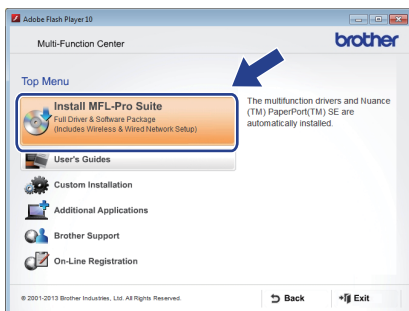 Adobe Flash Player 10
Multi-Function Center
brother
Top Menu
Install MFL-Pro Suite
Full Driver & Software Package
(Includes Wireless & Wired Network Setup)
The multifunction drivers and Nuance
(TM) PaperPort(TM) SE are
automatically installed.
User's Guides
Custom Installation
Additional Applications
Brother Support
On-Line Registration
© 2001-2013 Brother Industries, Ltd. All Rights Reserved.
Back
Exit